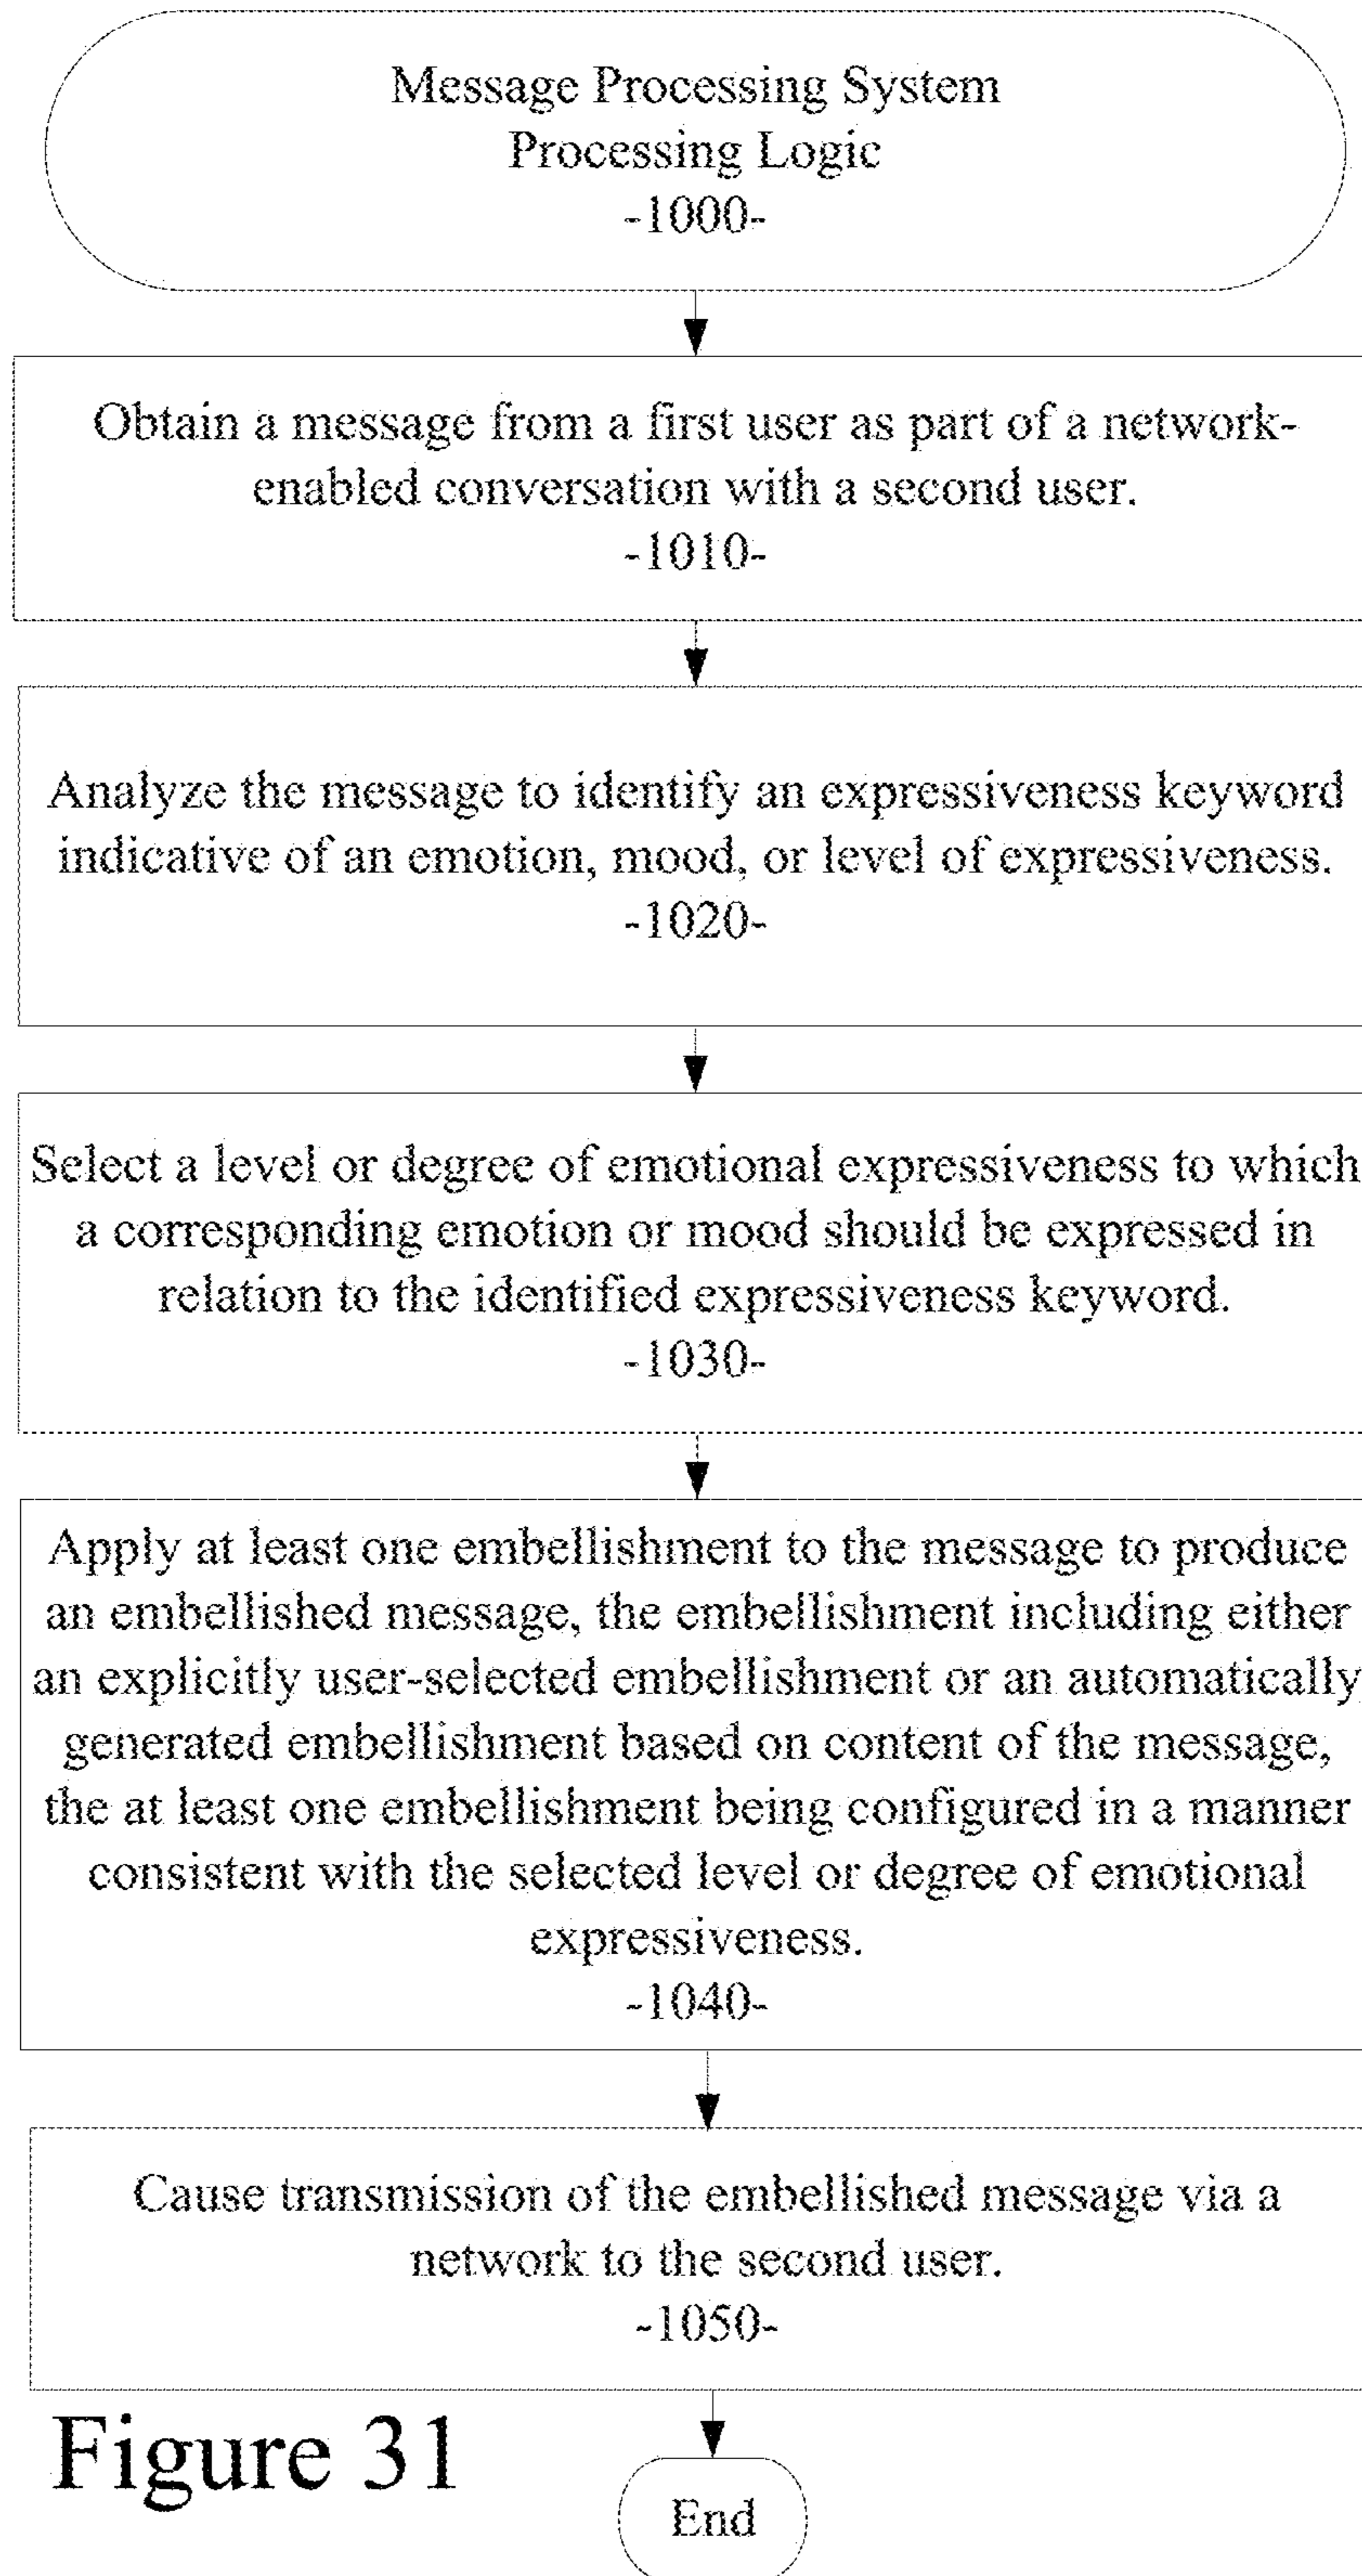 Message Processing System
Processing Logic
-1000-
Obtain a message from a first user as part of a network-
enabled conversation with a second user.
-1010-
Analyze the message to identify an expressiveness keyword
indicative of an emotion, mood, or level of expressiveness.
-1020-
Select a level or degree of emotional expressiveness to which
a corresponding emotion or mood should be expressed in
relation to the identified expressiveness keyword.
-1030-
Apply at least one embellishment to the message to produce
an embellished message, the embellishment including either
an explicitly user-selected embellishment or an automatically
generated embellishment based on content of the message,
the at least one embellishment being configured in a manner
consistent with the selected level or degree of emotional
expressiveness.
-1040-
Cause transmission of the embellished message via a
network to the second user.
-1050-
Figure 31
End